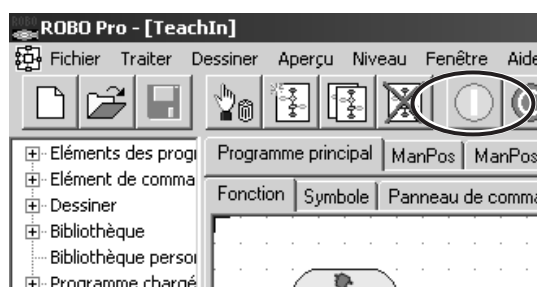 ROBO Pro - [TeachIn]
Fichier Traiter Dessiner Aperçu Niveau Fenêtre Aide
Eléments des progr
Programme principal ManPos ManPos
Elément de comma
Fonction Symbole Panneau de comma
Dessiner
Bibliothèque
Bibliothèque person
Programme chargé